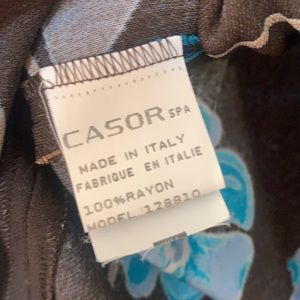 CASOR SPA
MADE IN ITALY
FABRIQUE EN ITALIE
100%RAYON
MODEL 128810